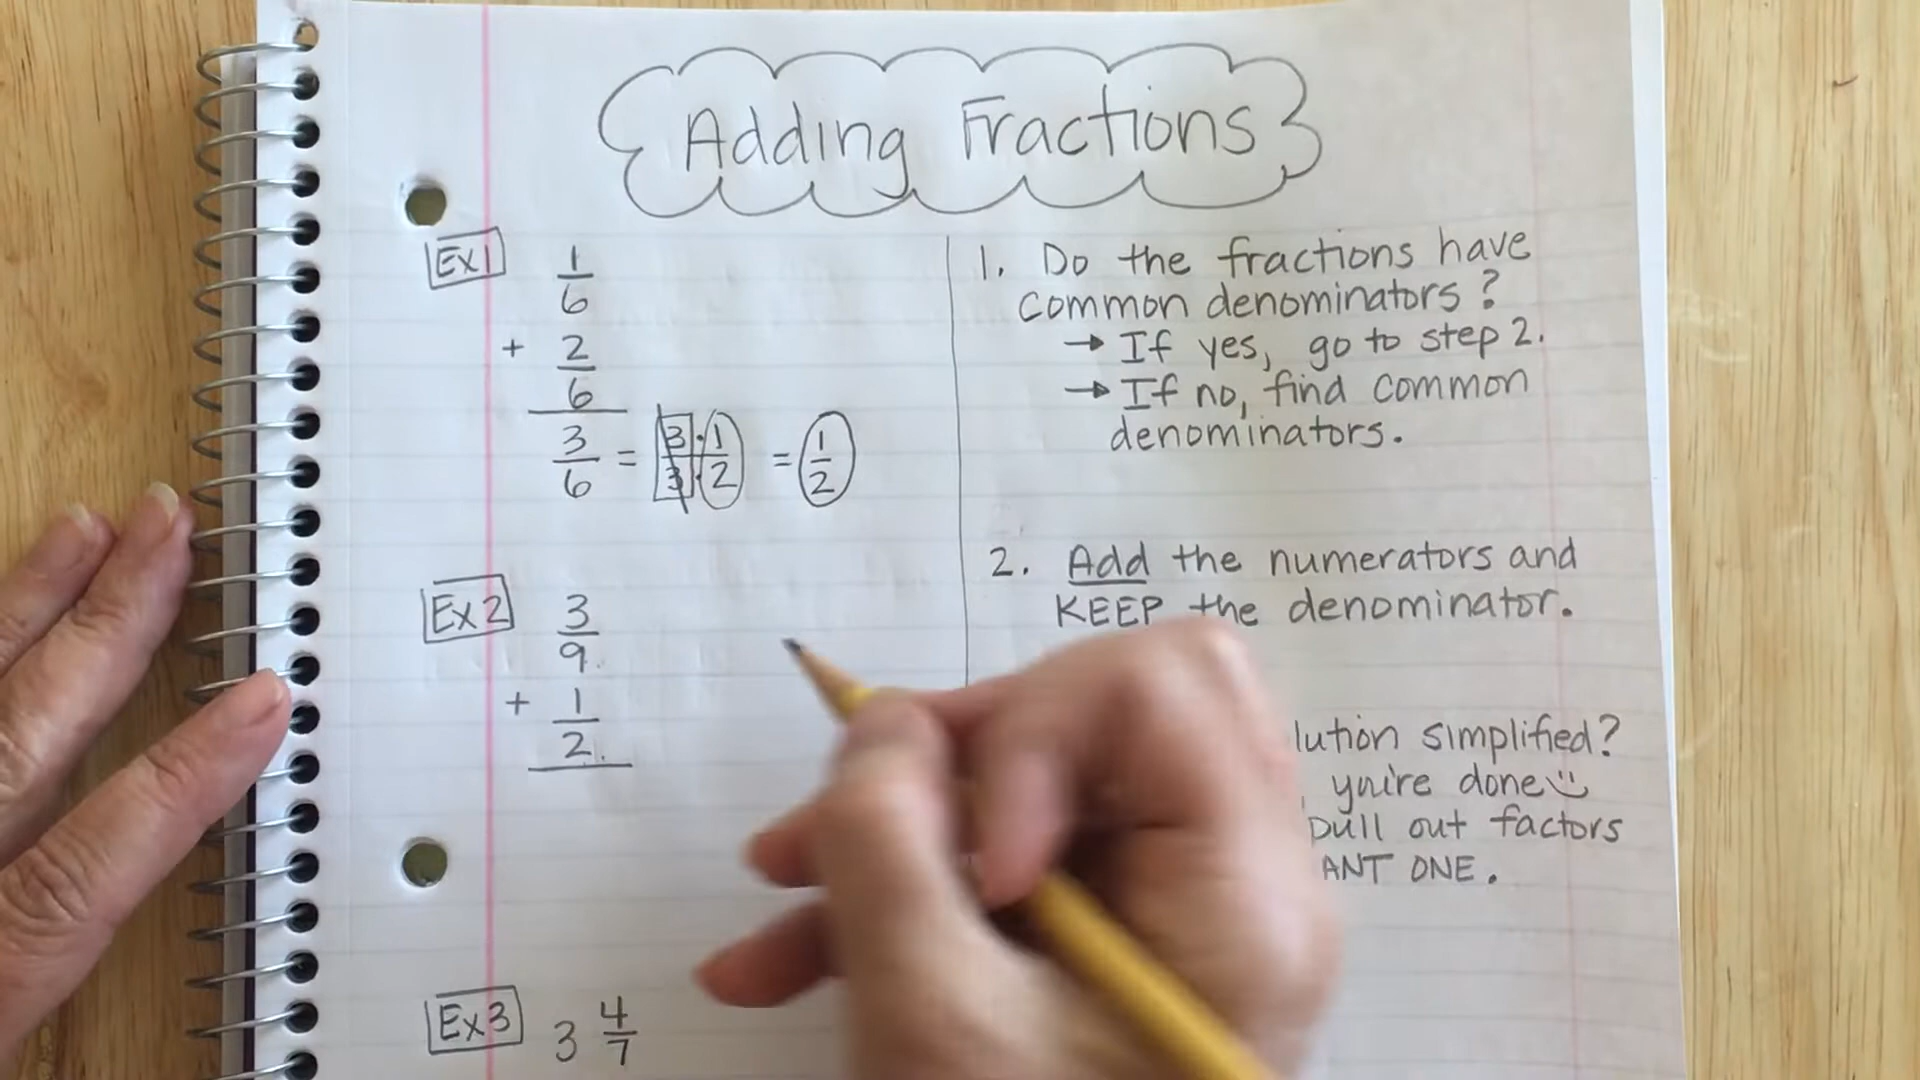 Adding Fractions
Ex1
1/6
+ 2/6
3/6 = 3/3 · 1/2 = 1/2
Ex2
3/9
+ 1/2
Ex3 3 4/7
1. Do the fractions have
common denominators?
→ If yes, go to step 2.
→ If no, find common
denominators.
2. Add the numerators and
KEEP the denominator.
simplified?
you're done
pull out factors
ONE.